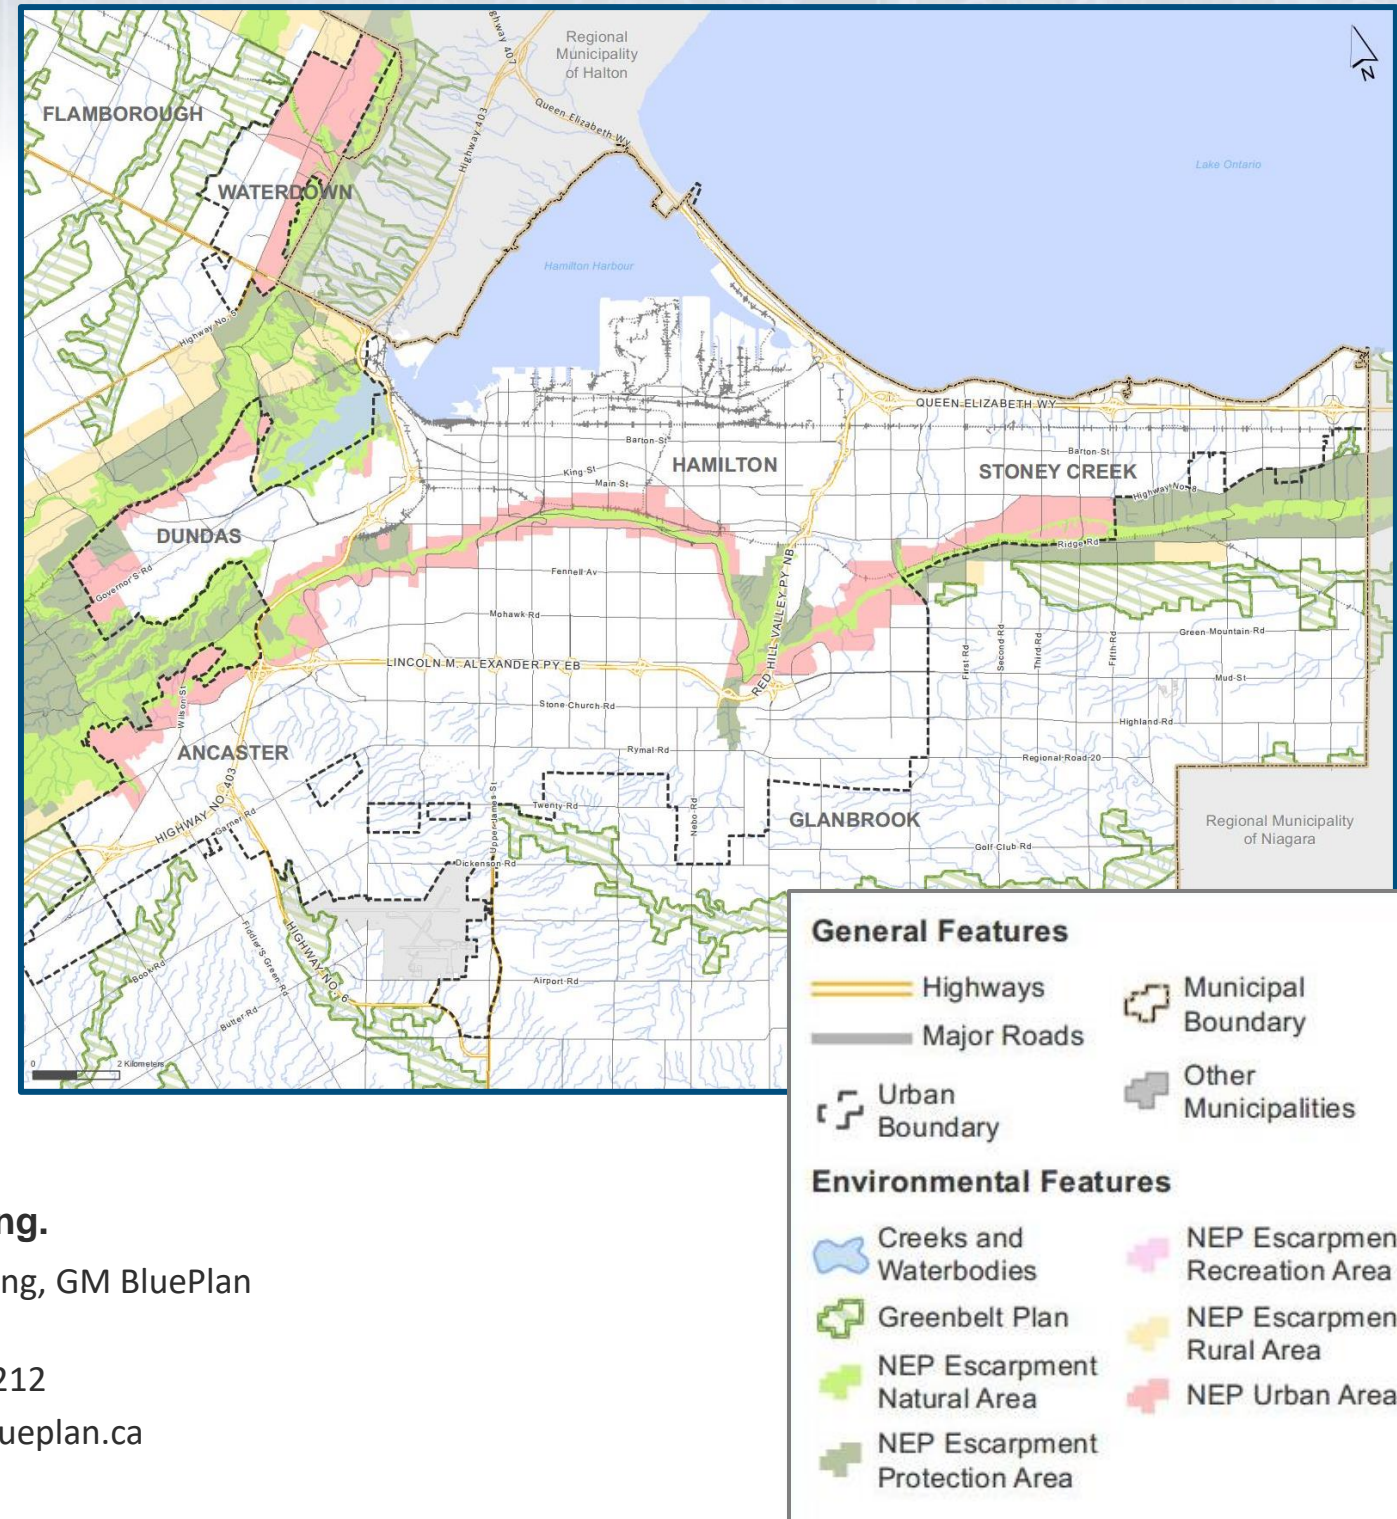 Highway 407
Regional
Municipality
of Halton
N
Highway 403
Queen Elizabeth Wy
FLAMBOROUGH
Lake Ontario
WATERDOWN
Hamilton Harbour
Highway No. 5
QUEEN ELIZABETH WY
Barton St
Barton St
King St
Main St
HAMILTON
STONEY CREEK
Highway No. 8
DUNDAS
Ridge Rd
Governor'S Rd
Fennell Av
RED HILL VALLEY PY NB
Mohawk Rd
Green Mountain Rd
First Rd
Second Rd
Third Rd
Fifth Rd
LINCOLN M. ALEXANDER PY EB
Mud St
Wilson St
Stone Church Rd
Highland Rd
ANCASTER
Rymal Rd
Regional Road 20
HIGHWAY NO. 403
Garner Rd
Upper James St
Twenty Rd
Nebo Rd
GLANBROOK
Regional Municipality
of Niagara
Golf Club Rd
Dickenson Rd
Fiddler'S Green Rd
HIGHWAY NO. 6
Book Rd
Airport Rd
Butter Rd
0
2 Kilometers
General Features
Highways
Major Roads
Urban
Boundary
Municipal
Boundary
Other
Municipalities
Environmental Features
Creeks and
Waterbodies
Greenbelt Plan
NEP Escarpment
Natural Area
NEP Escarpment
Protection Area
NEP Escarpmen
Recreation Area
NEP Escarpmen
Rural Area
NEP Urban Area
ng.
ng, GM BluePlan
212
ueplan.ca